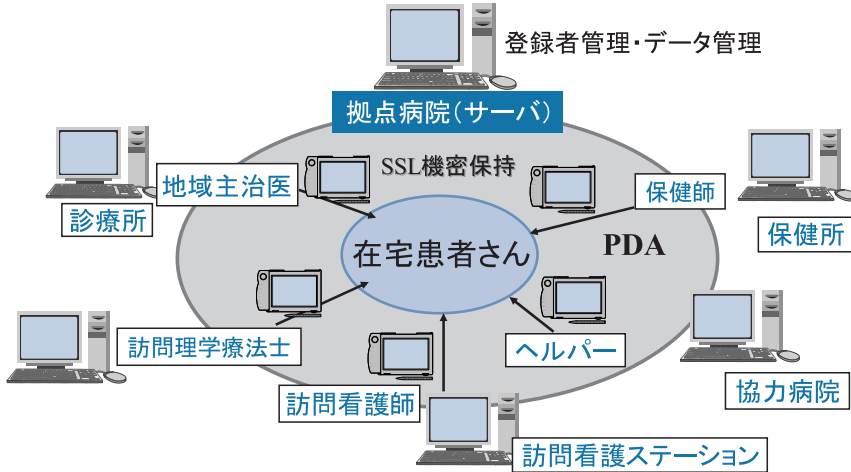 登録者管理・データ管理
拠点病院（サーバ）
SSL機密保持
地域主治医
保健師
診療所
保健所
在宅患者さん
PDA
訪問理学療法士
ヘルパー
訪問看護師
協力病院
訪問看護ステーション